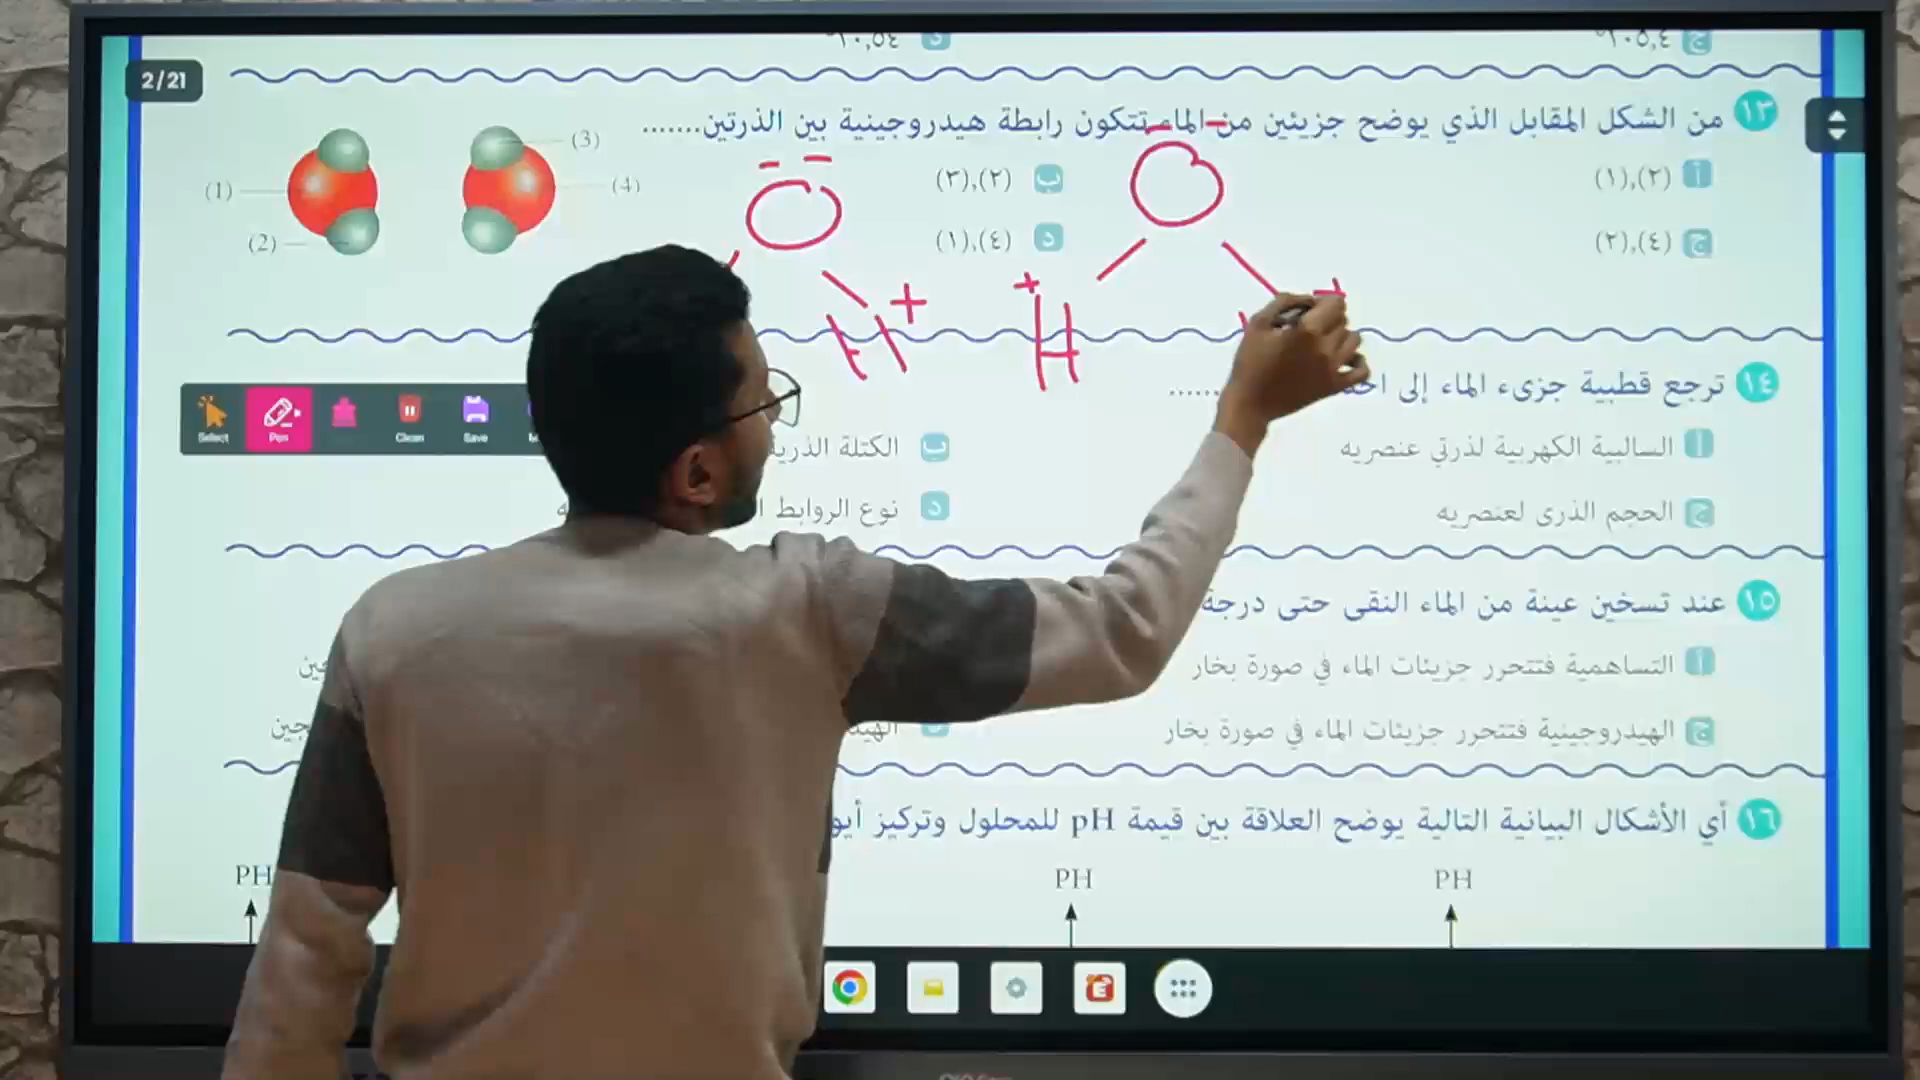 2/21
١٣ من الشكل المقابل الذي يوضح جزيئين من الماء تتكون رابطة هيدروجينية بين الذرتين.......
أ (٢),(١)
ب (٢),(٣)
ج (٤),(٢)
د (٤),(١)
(1)
(2)
(3)
(4)
− −
− −
+
H +
H
+
١٤ ترجع قطبية جزىء الماء إلى ......
أ السالبية الكهربية لذرتي عنصريه
ب الكتلة الذرية
ج الحجم الذرى لعنصريه
د نوع الروابط
Select Pen Clean Save
١٥ عند تسخين عينة من الماء النقى حتى درجة
أ التساهمية فتتحرر جزيئات الماء في صورة بخار
ج الهيدروجينية فتتحرر جزيئات الماء في صورة بخار
١٦ أي الأشكال البيانية التالية يوضح العلاقة بين قيمة pH للمحلول وتركيز
PH
PH
PH